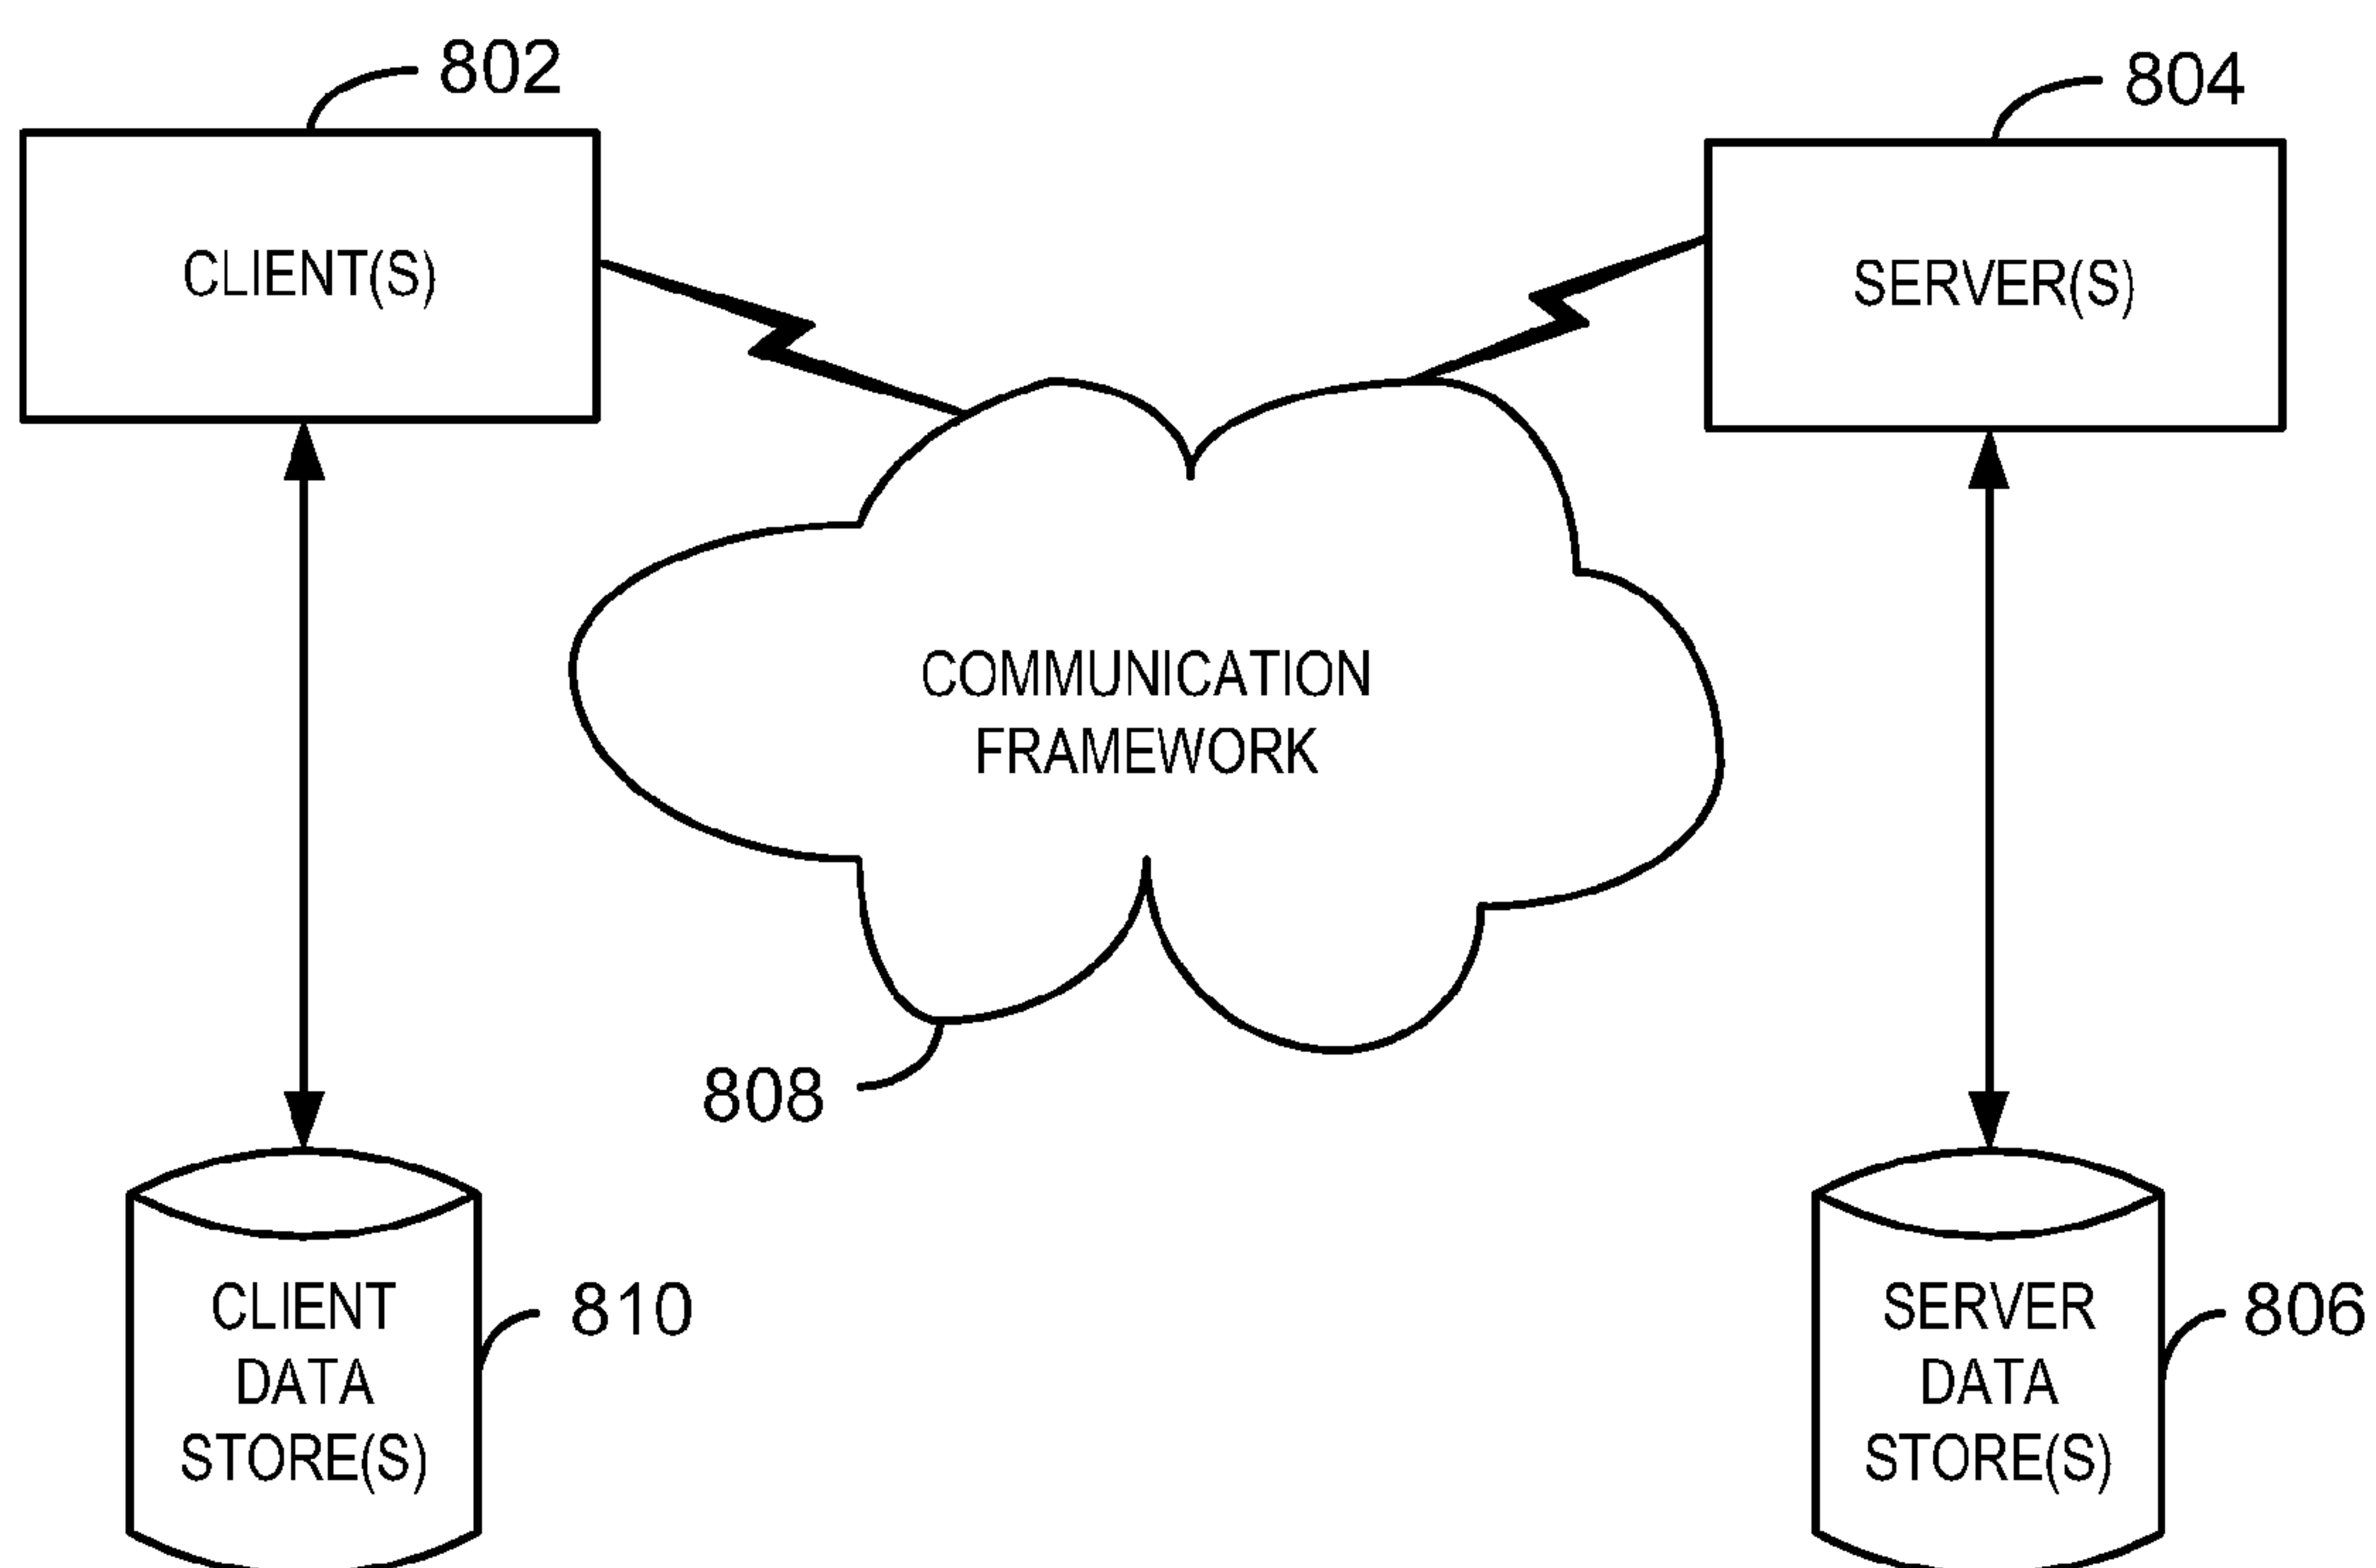 802
804
CLIENT(S)
SERVER(S)
COMMUNICATION
FRAMEWORK
808
CLIENT
DATA
STORE(S)
810
SERVER
DATA
STORE(S)
806